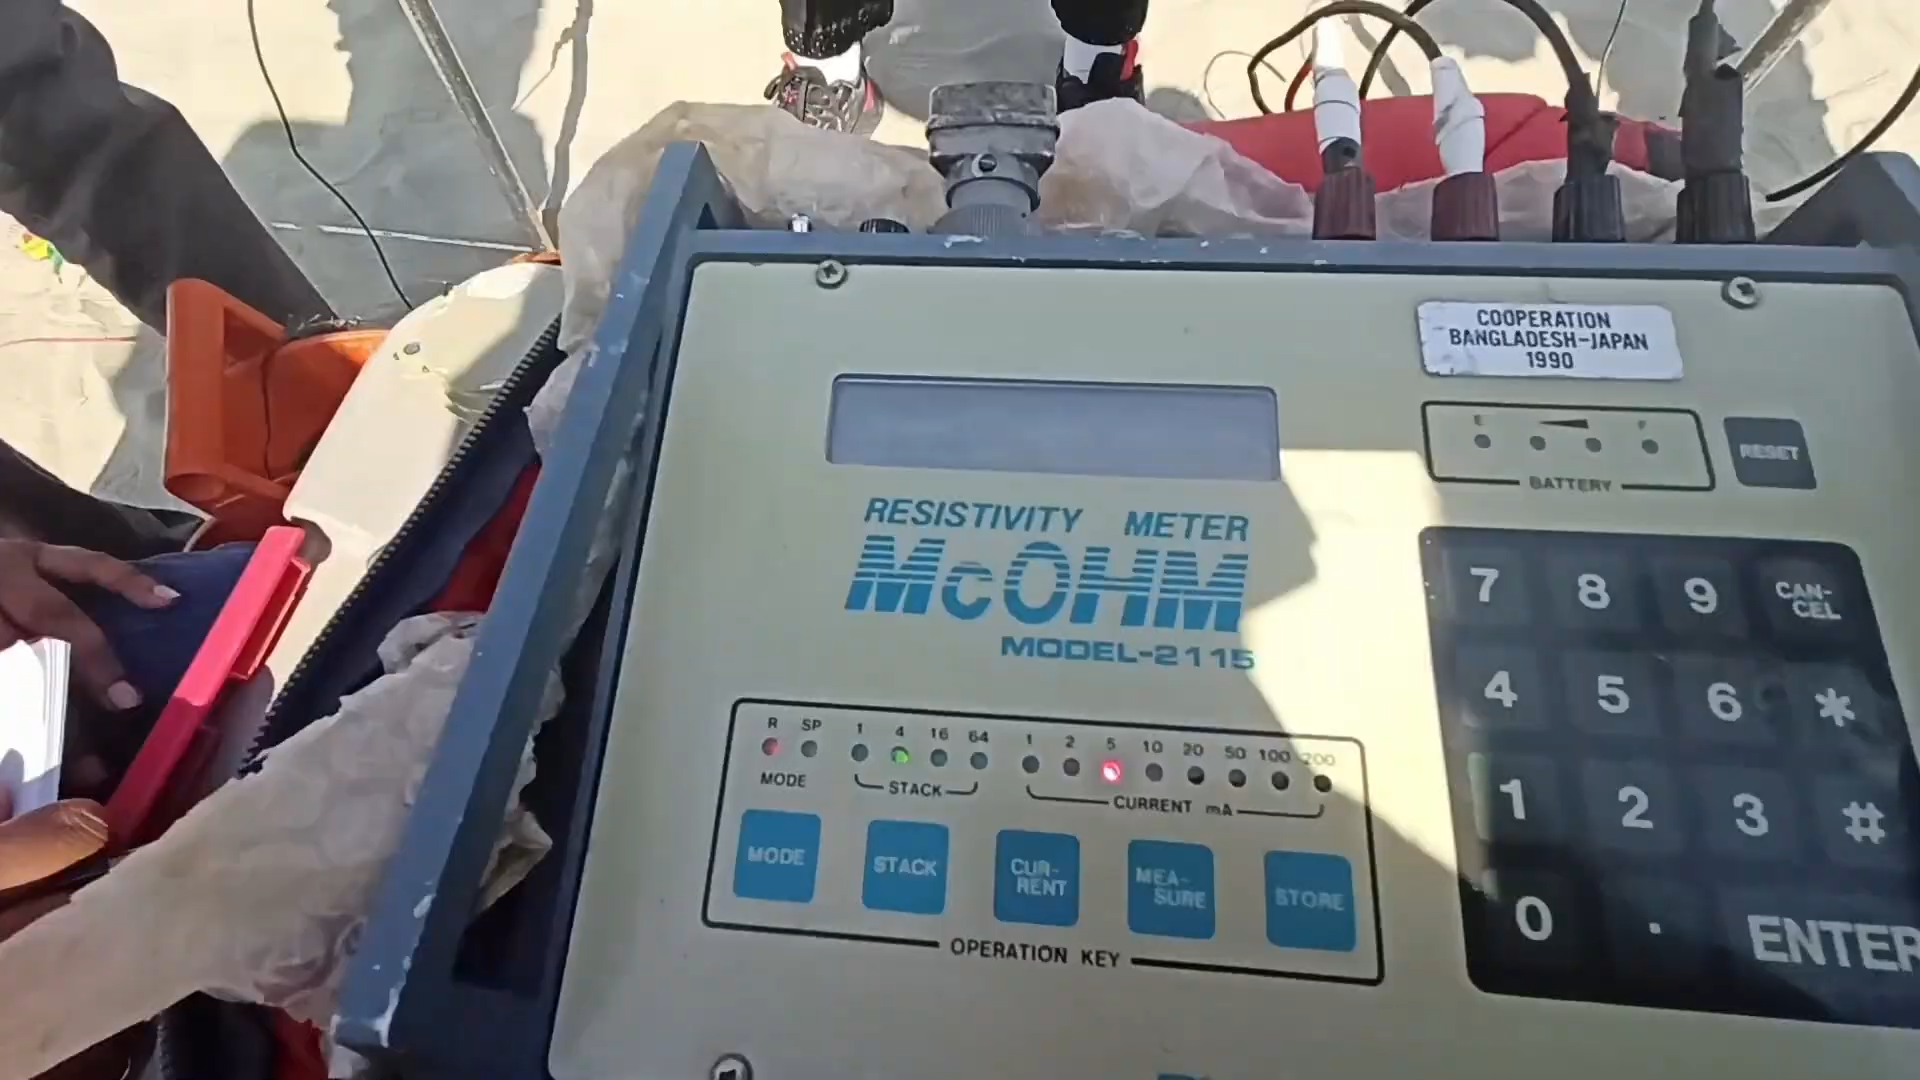 COOPERATION
BANGLADESH-JAPAN
1990
E F
BATTERY
RESET
RESISTIVITY METER
McOHM
MODEL-2115
R SP 1 4 16 64 1 2 5 10 20 50 100 200
MODE STACK CURRENT mA
MODE STACK CUR-
RENT MEA-
SURE STORE
OPERATION KEY
7 8 9 CAN-
CEL
4 5 6 *
1 2 3 #
0 . ENTER